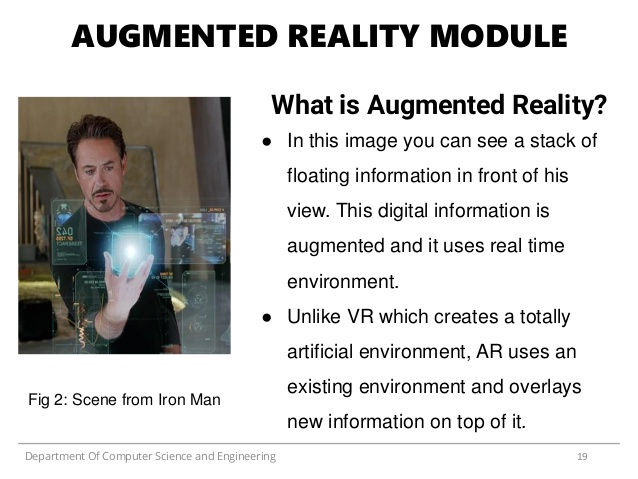 AUGMENTED REALITY MODULE
What is Augmented Reality?
● In this image you can see a stack of
floating information in front of his
view. This digital information is
augmented and it uses real time
environment.
● Unlike VR which creates a totally
artificial environment, AR uses an
existing environment and overlays
new information on top of it.
Fig 2: Scene from Iron Man
Department Of Computer Science and Engineering
19